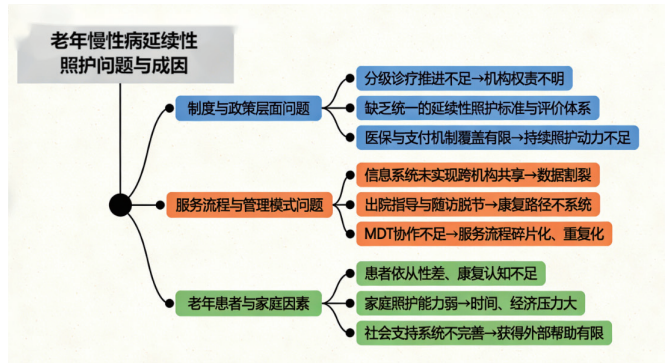 老年慢性病延续性
照护问题与成因
制度与政策层面问题
分级诊疗推进不足→机构权责不明
缺乏统一的延续性照护标准与评价体系
医保与支付机制覆盖有限→持续照护动力不足
服务流程与管理模式问题
信息系统未实现跨机构共享→数据割裂
出院指导与随访脱节→康复路径不系统
MDT协作不足→服务流程碎片化、重复化
老年患者与家庭因素
患者依从性差、康复认知不足
家庭照护能力弱→时间、经济压力大
社会支持系统不完善→获得外部帮助有限